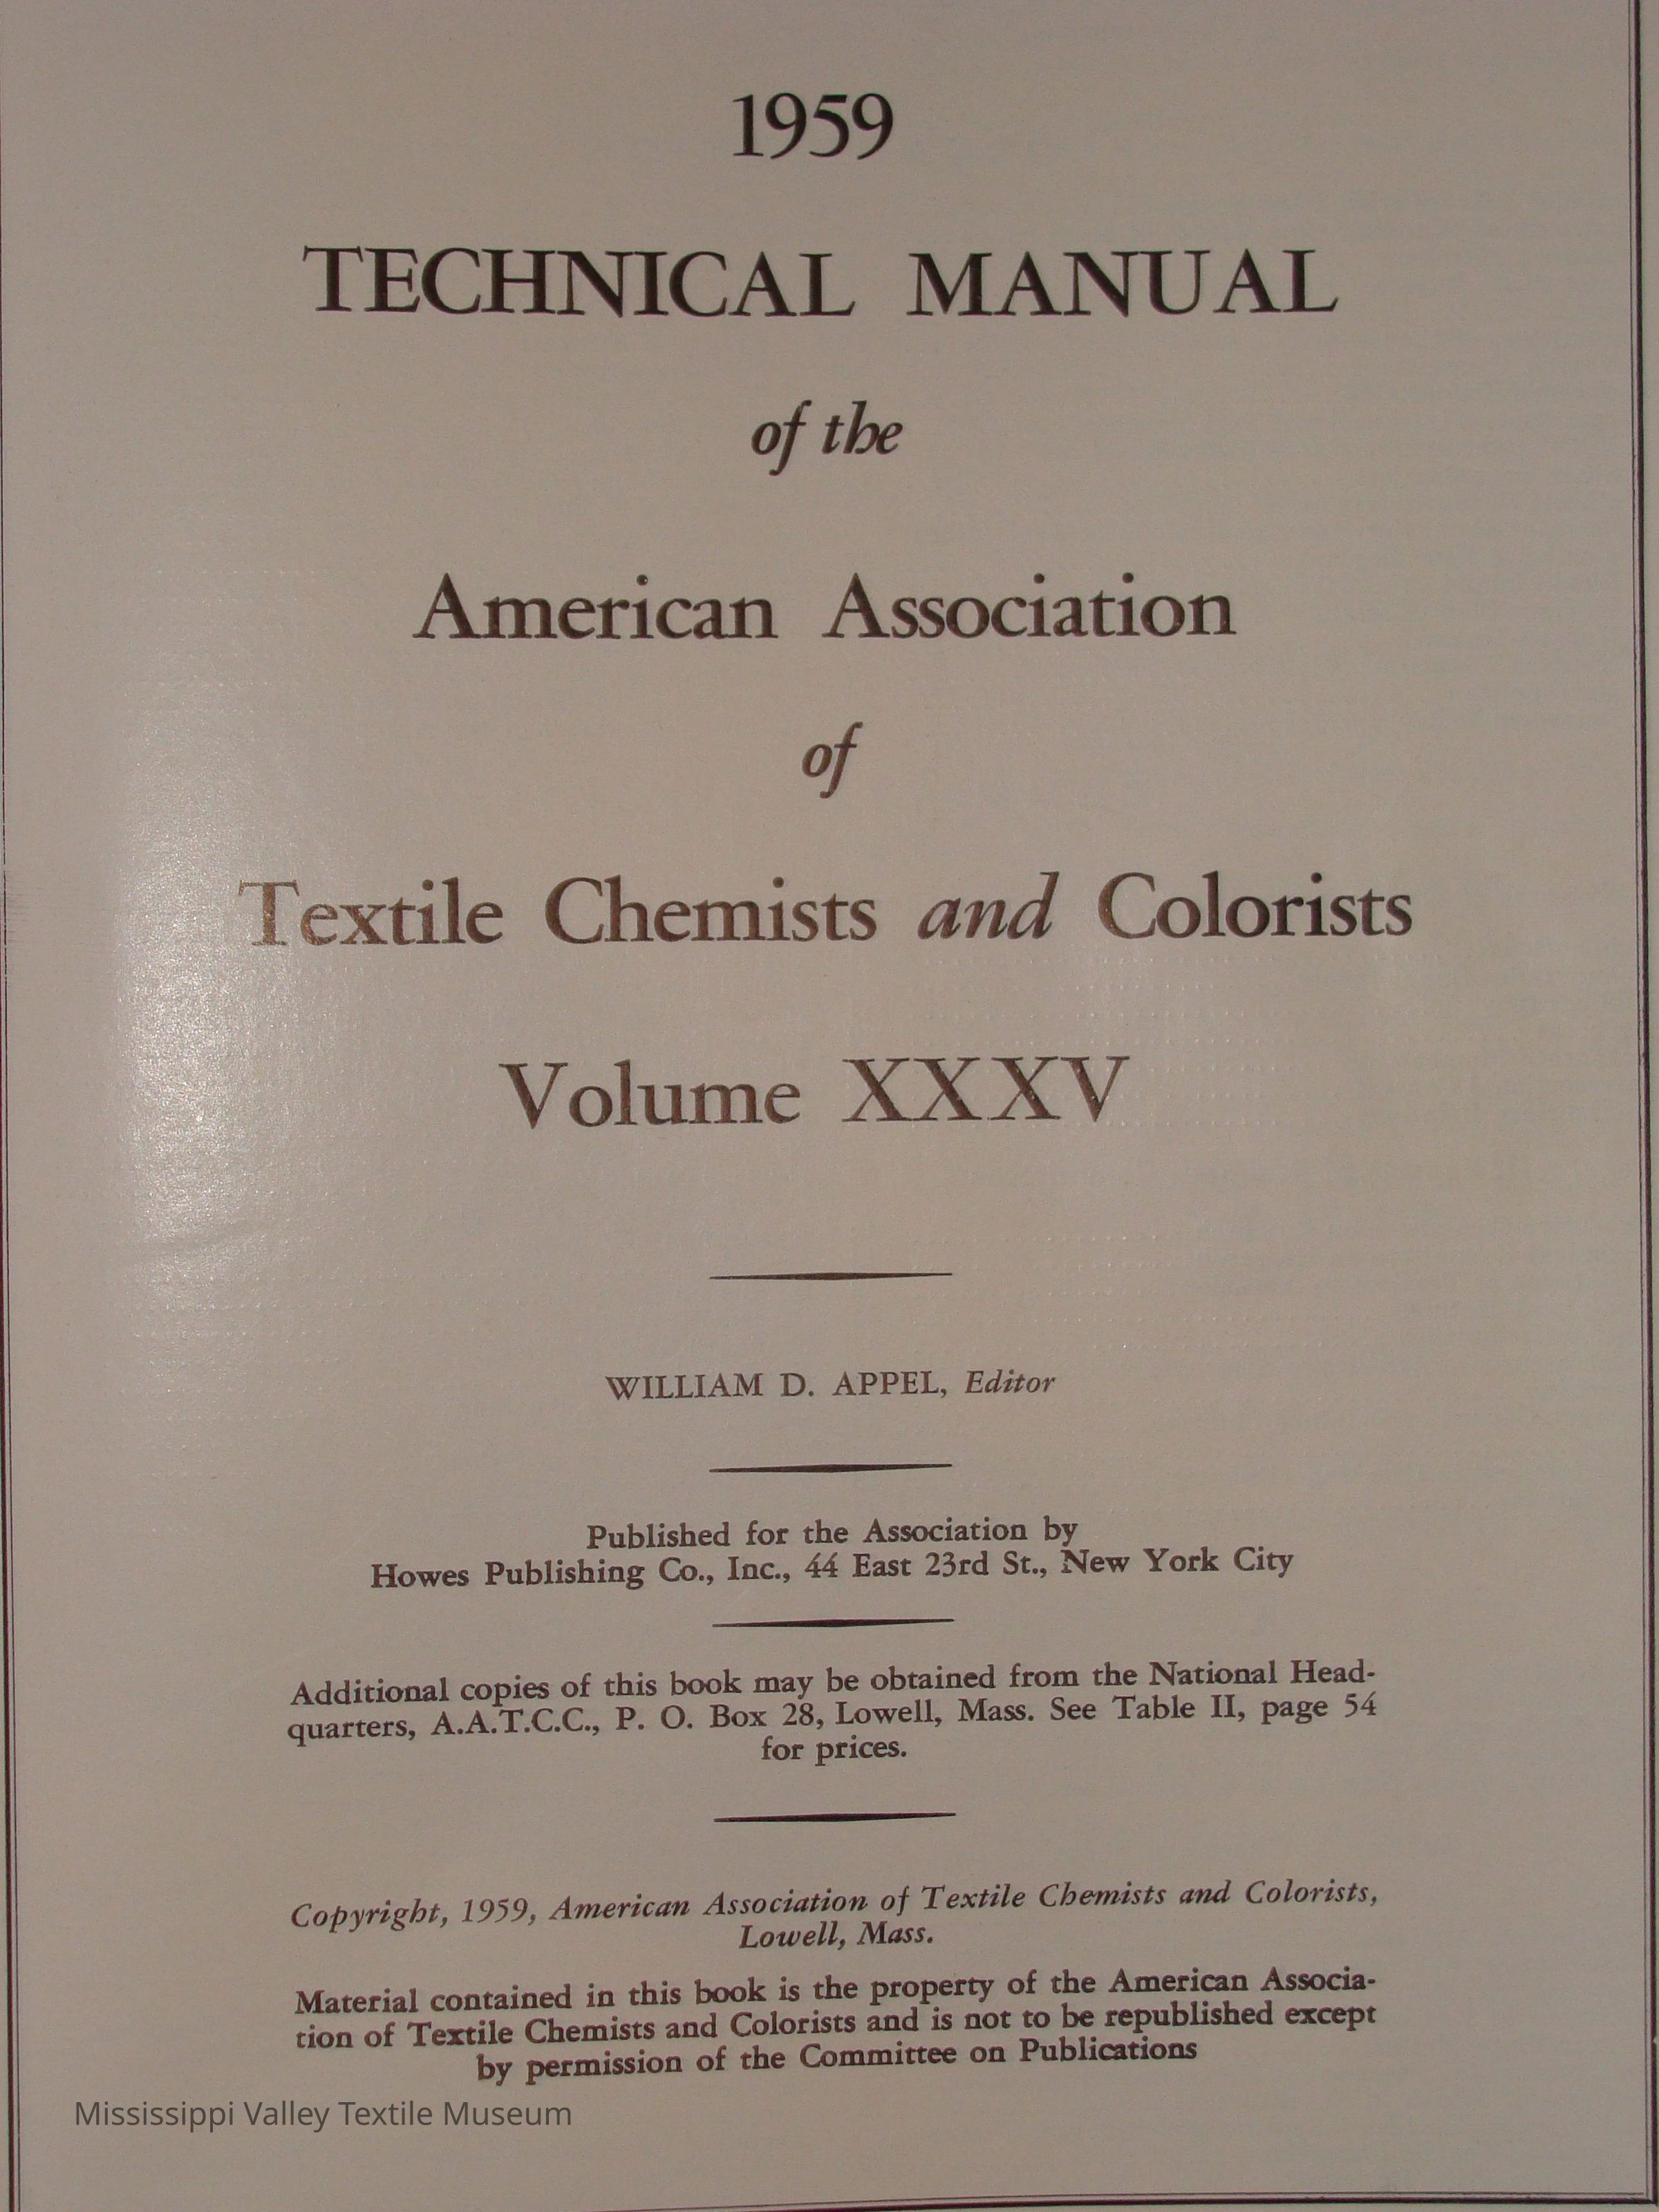 1959
TECHNICAL MANUAL
of the
American Association
of
Textile Chemists and Colorists
Volume XXXV
WILLIAM D. APPEL, Editor
Published for the Association by
Howes Publishing Co., Inc., 44 East 23rd St., New York City
Additional copies of this book may be obtained from the National Head-
quarters, A.A.T.C.C., P. O. Box 28, Lowell, Mass. See Table II, page 54
for prices.
Copyright, 1959, American Association of Textile Chemists and Colorists,
Lowell, Mass.
Material contained in this book is the property of the American Associa-
tion of Textile Chemists and Colorists and is not to be republished except
by permission of the Committee on Publications
Mississippi Valley Textile Museum